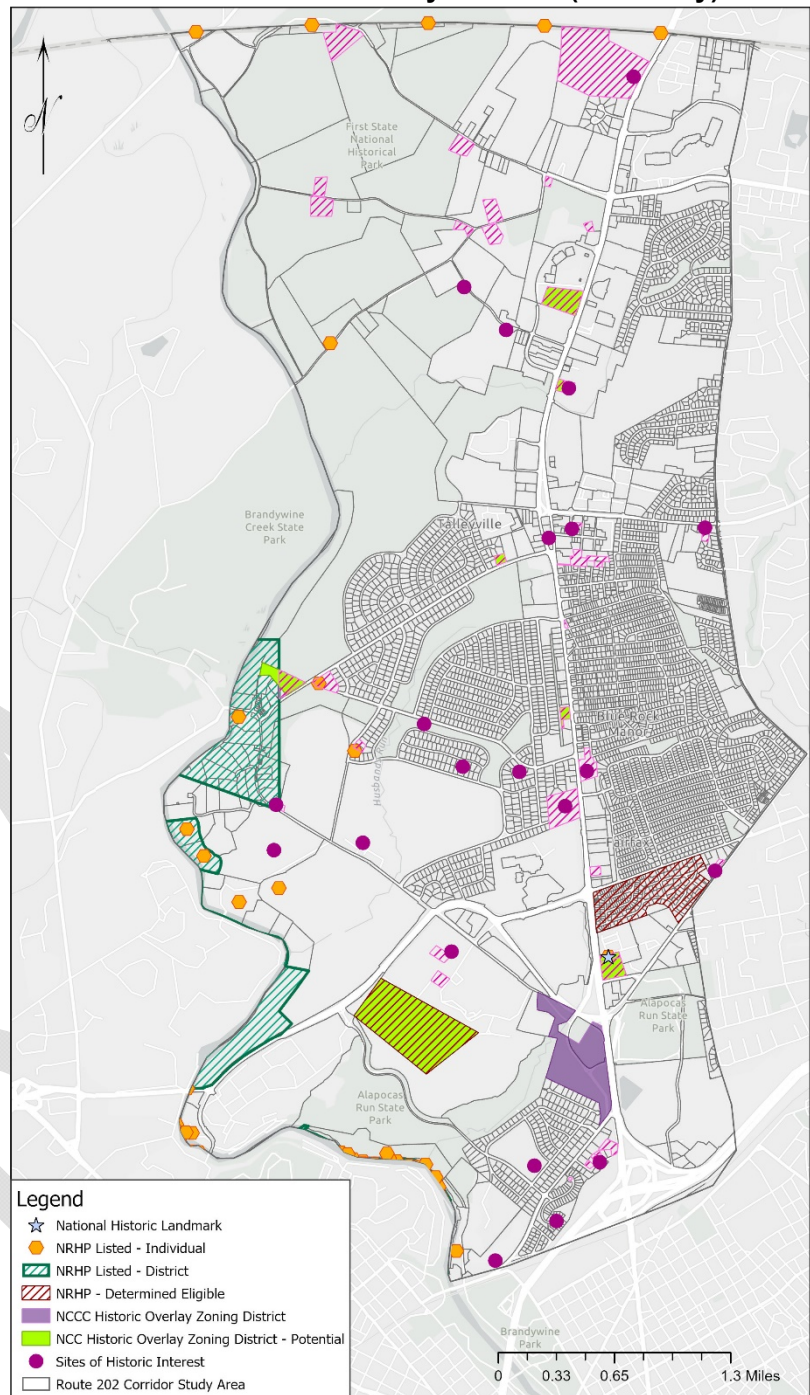 N
First State
National
Historical
Park
Brandywine
Creek State
Park
Talleyville
Blue Rock
Manor
Husbands Run
Fairfax
Alapocas
Run State
Park
Alapocas
Run State
Park
Brandywine
Park
Legend
National Historic Landmark
NRHP Listed - Individual
NRHP Listed - District
NRHP - Determined Eligible
NCCC Historic Overlay Zoning District
NCC Historic Overlay Zoning District - Potential
Sites of Historic Interest
Route 202 Corridor Study Area
0 0.33 0.65 1.3 Miles